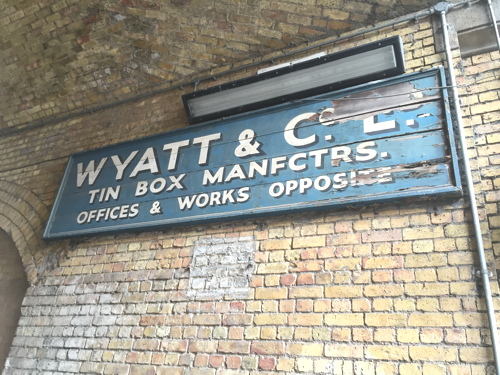 WYATT & C
TIN BOX MANFCTRS.
OFFICES & WORKS OPPOSITE